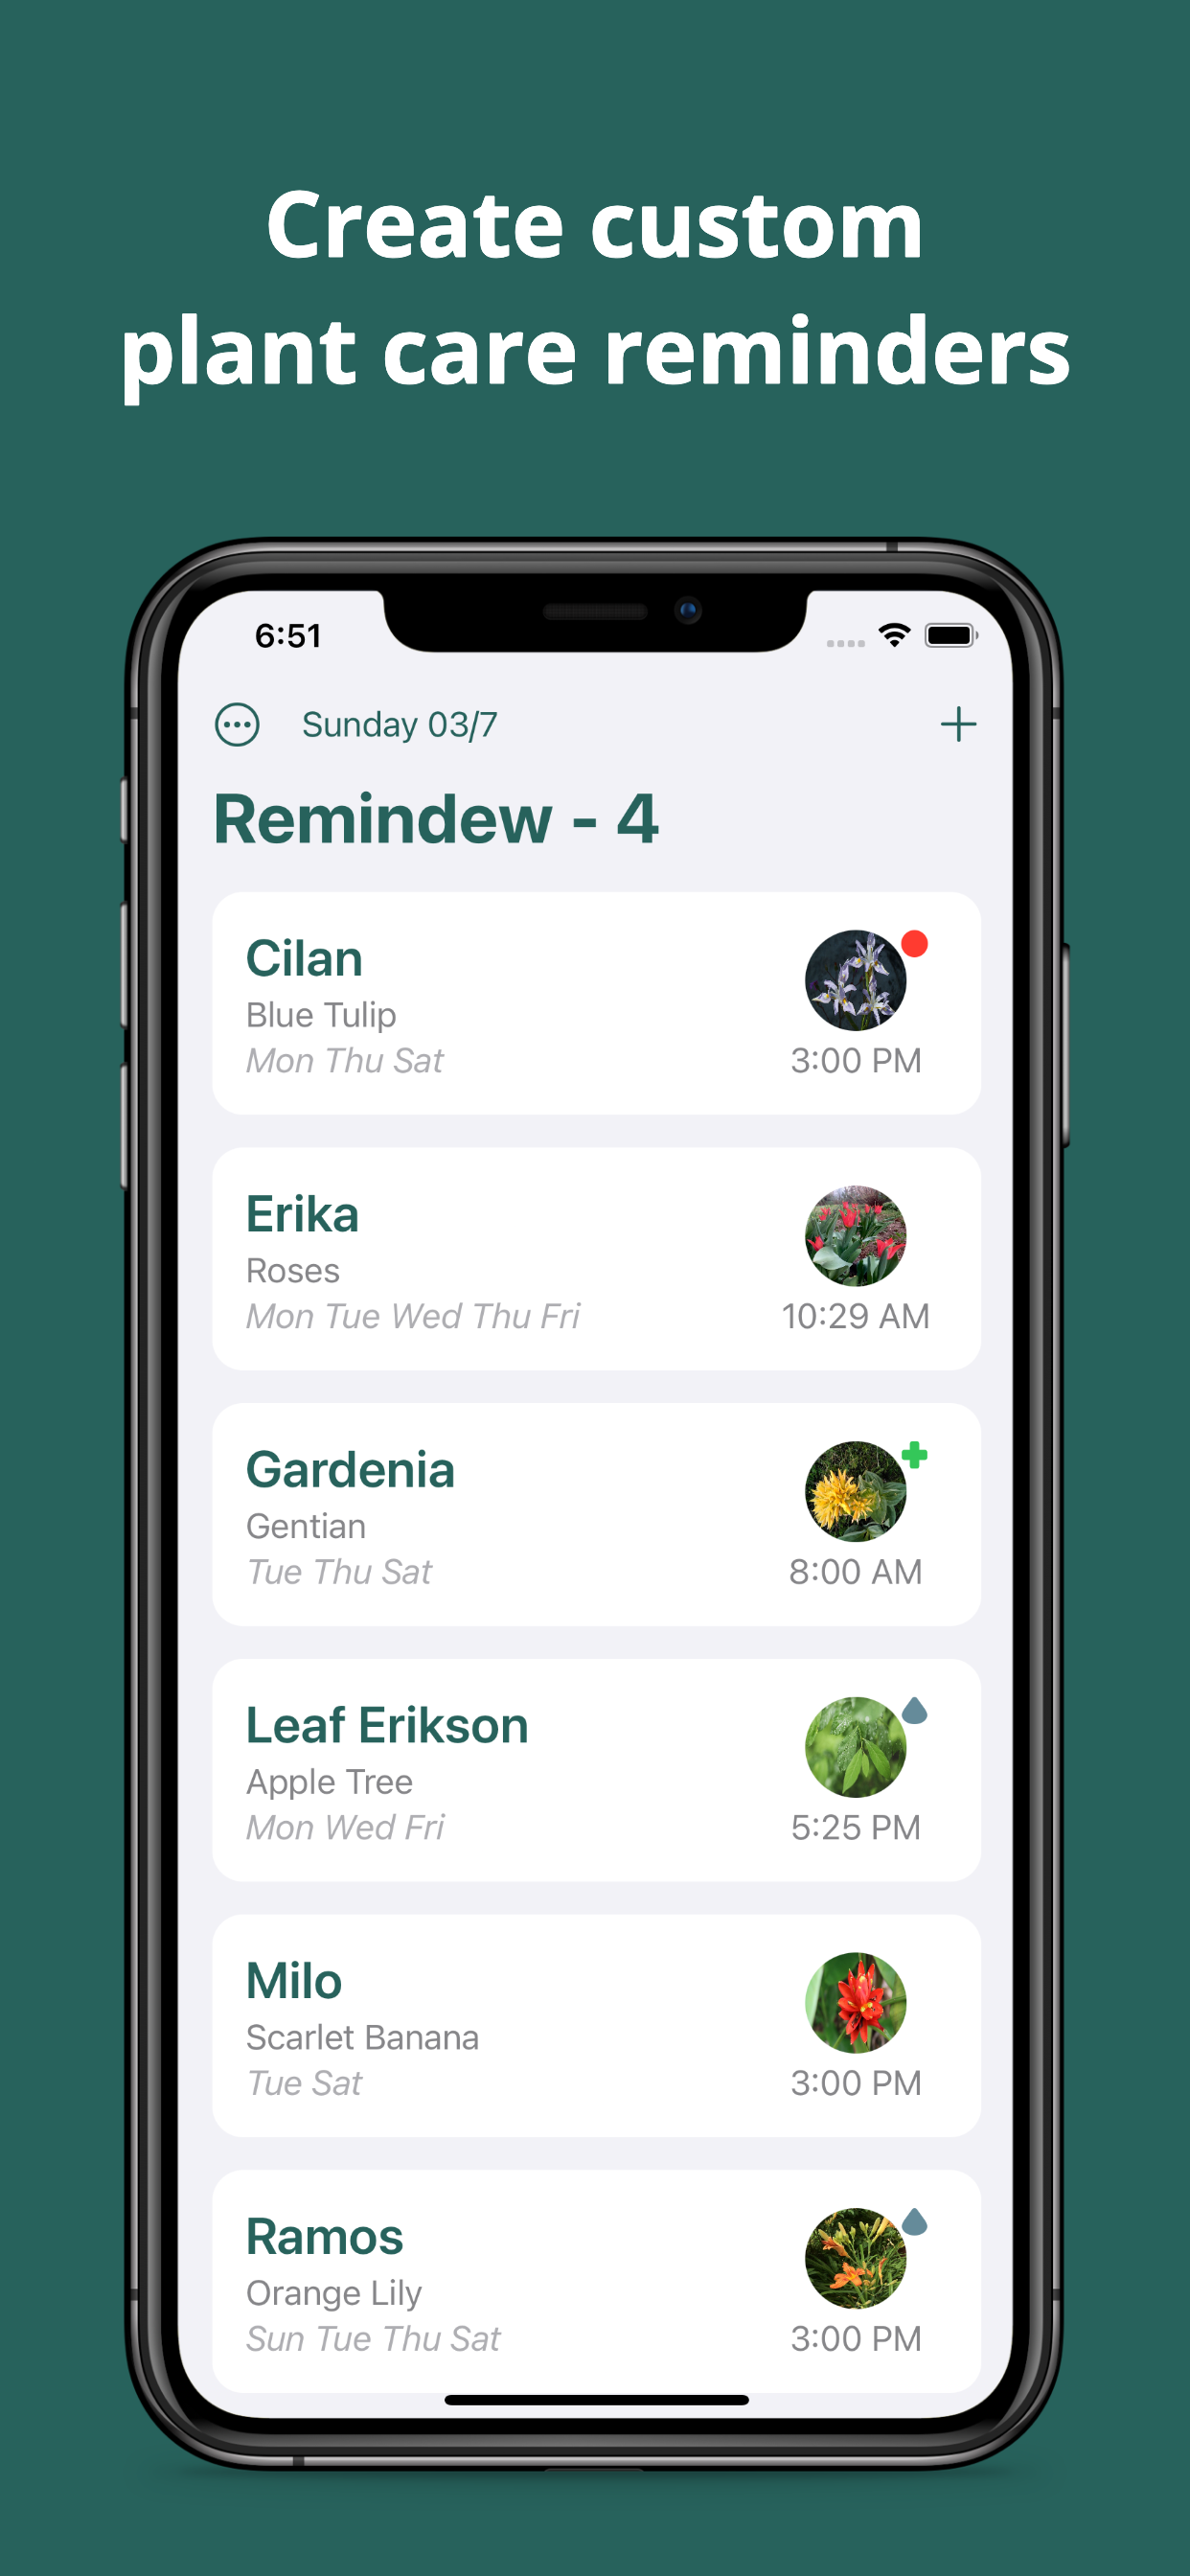 Create custom
plant care reminders
6:51
Sunday 03/7
Remindew - 4
Cilan
Blue Tulip
Mon Thu Sat
3:00 PM
Erika
Roses
Mon Tue Wed Thu Fri
10:29 AM
Gardenia
Gentian
Tue Thu Sat
8:00 AM
Leaf Erikson
Apple Tree
Mon Wed Fri
5:25 PM
Milo
Scarlet Banana
Tue Sat
3:00 PM
Ramos
Orange Lily
Sun Tue Thu Sat
3:00 PM